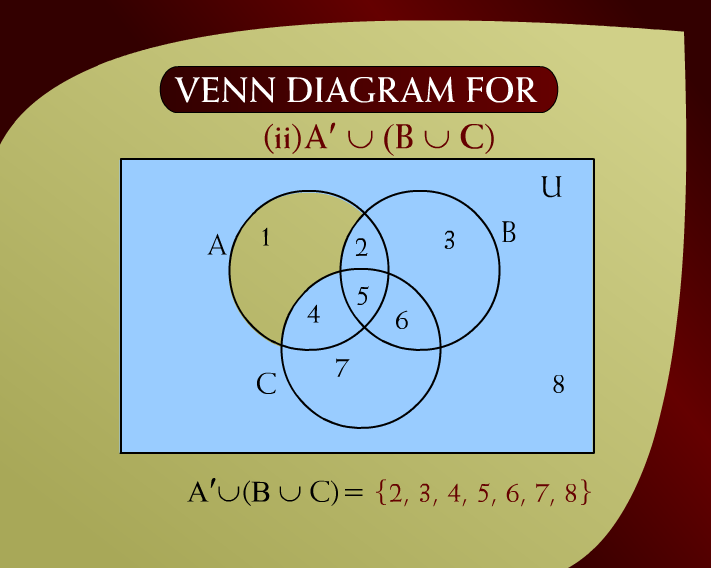 VENN DIAGRAM FOR
(ii)A′ ∪ (B ∪ C)
U
A
1
2
3
B
5
4
6
C
7
8
A′∪(B ∪ C)= {2, 3, 4, 5, 6, 7, 8}